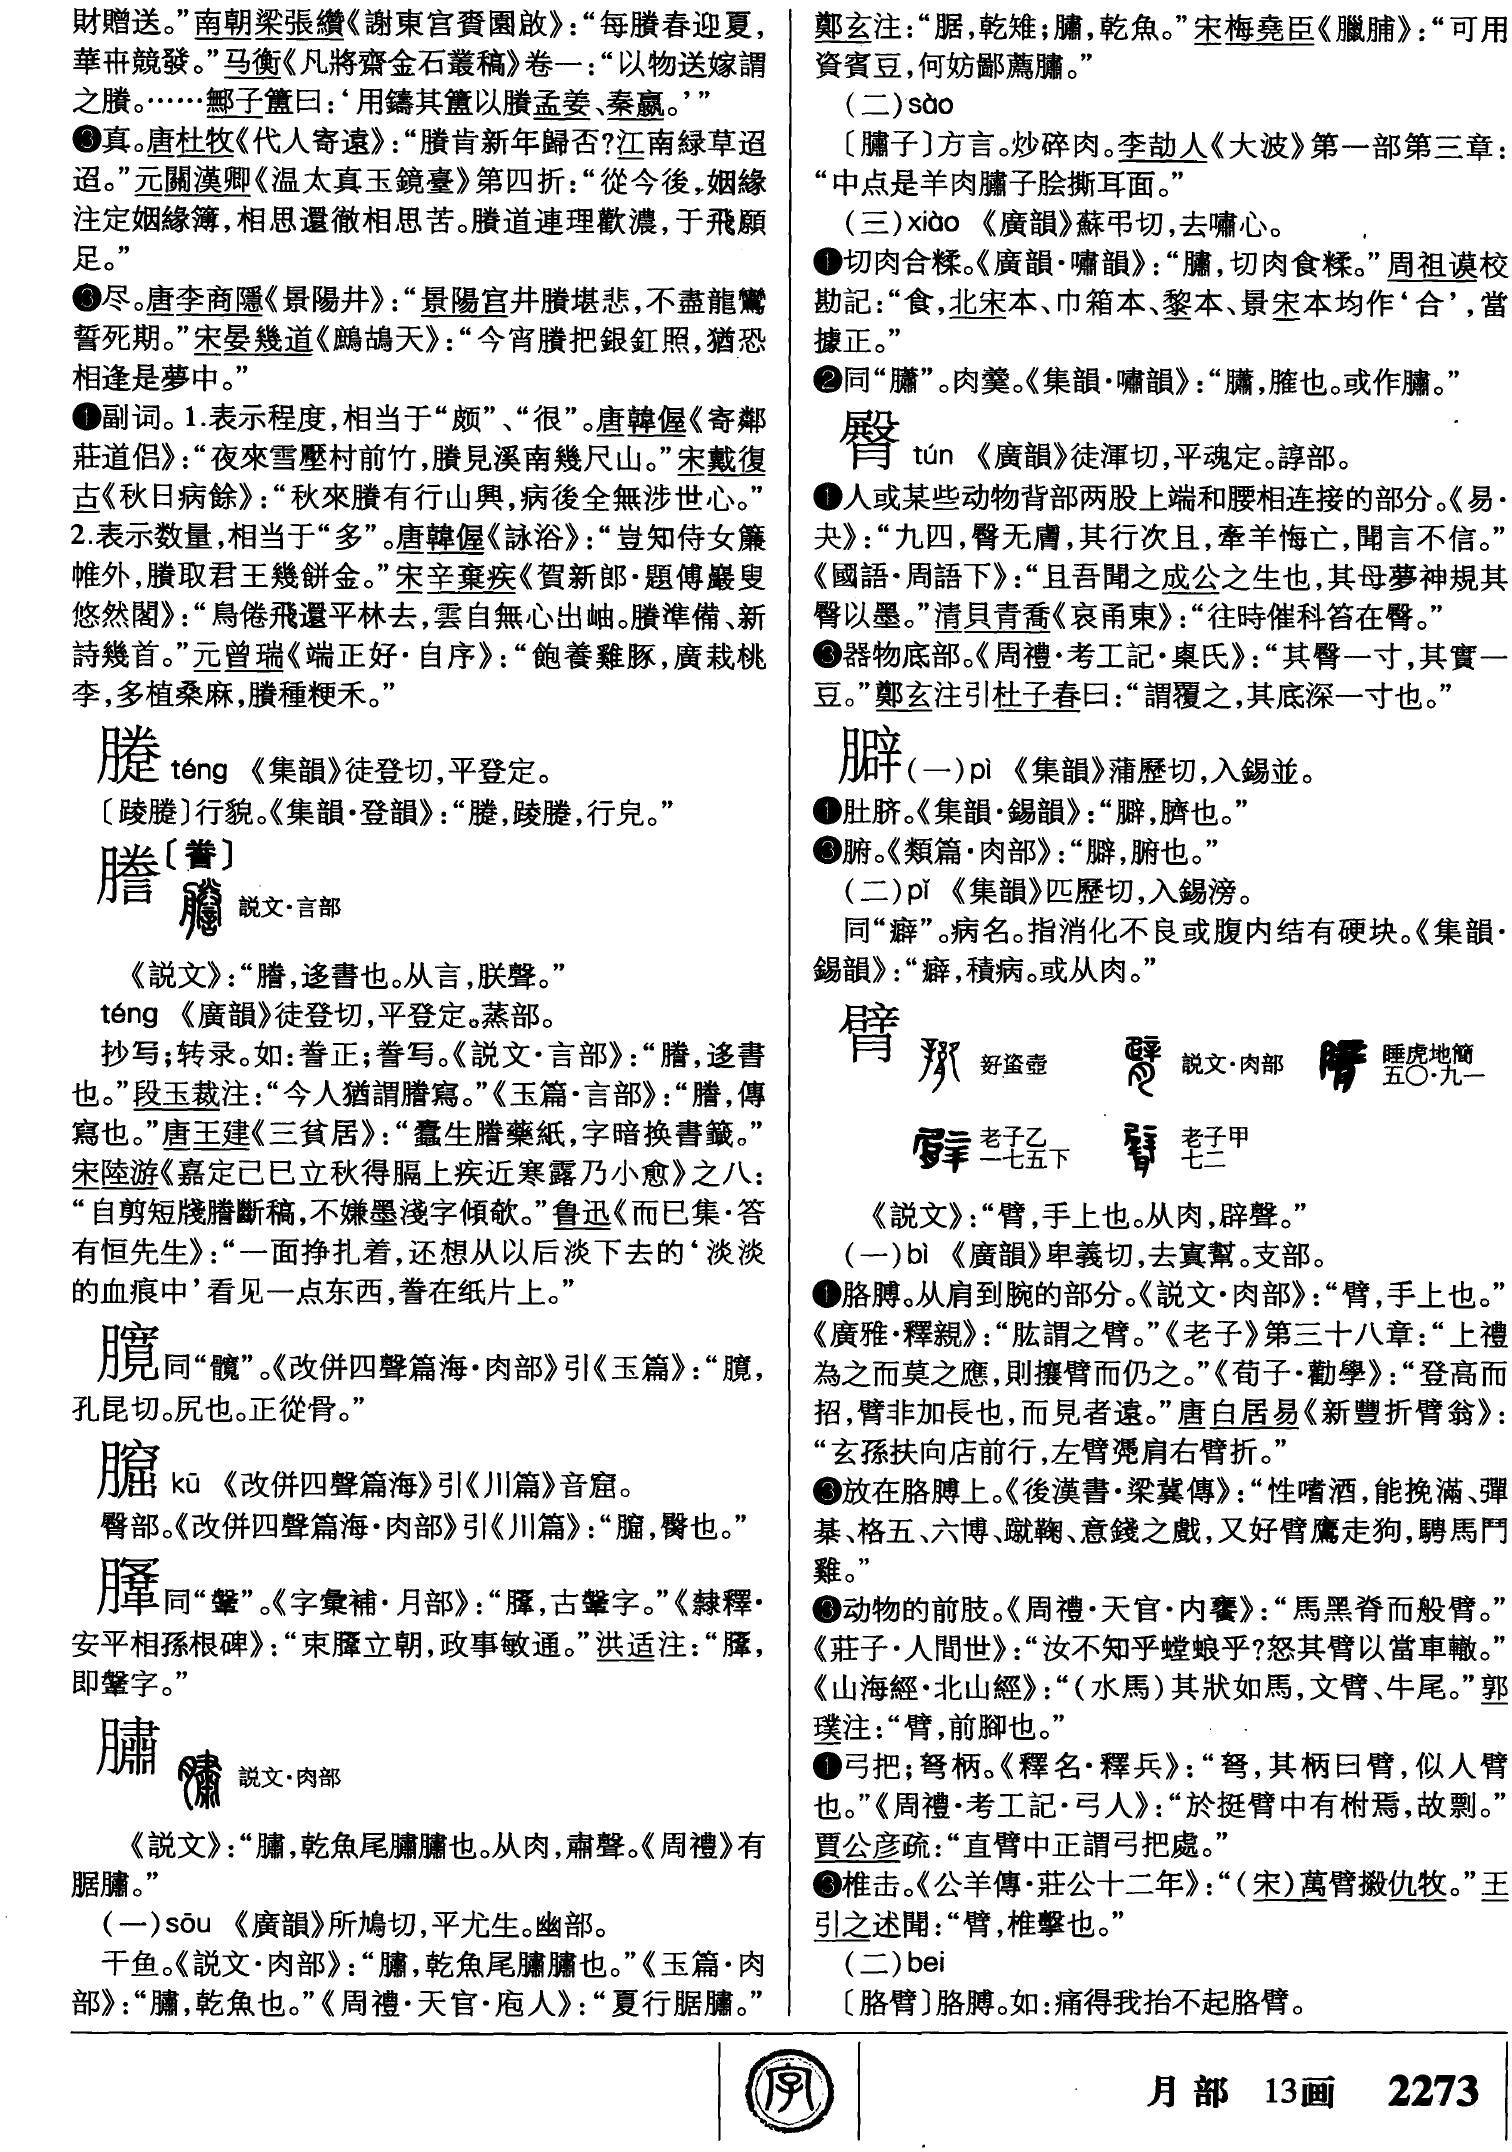 財贈送。”南朝梁張纘《謝東宫賚園啟》：“每賸春迎夏，
華卉競發。”马衡《凡將齋金石叢稿》卷一：“以物送嫁謂
之賸。……鄦子簠曰：‘用鑄其簠以賸孟姜、秦嬴。’”
❸真。唐杜牧《代人寄遠》：“賸肯新年歸否？江南緑草迢
迢。”元關漢卿《温太真玉鏡臺》第四折：“從今後，姻緣
注定姻緣簿，相思還徹相思苦。賸道連理歡濃，于飛願
足。”
❸尽。唐李商隱《景陽井》：“景陽宫井賸堪悲，不盡龍鸞
誓死期。”宋晏幾道《鷓鴣天》：“今宵賸把銀釭照，猶恐
相逢是夢中。”
❶副词。1.表示程度，相当于“颇”、“很”。唐韓偓《寄鄰
莊道侣》：“夜來雪壓村前竹，賸見溪南幾尺山。”宋戴復
古《秋日病餘》：“秋來賸有行山興，病後全無涉世心。”
2.表示数量，相当于“多”。唐韓偓《詠浴》：“豈知侍女簾
帷外，賸取君王幾餅金。”宋辛棄疾《賀新郎·題傅巖叟
悠然閣》：“鳥倦飛還平林去，雲自無心出岫。賸準備、新
詩幾首。”元曾瑞《端正好·自序》：“飽養雞豚，廣栽桃
李，多植桑麻，賸種粳禾。”
téng 《集韻》徒登切，平登定。
行貌。《集韻·登韻》：“行皃。”
謄〔誊〕 説文·言部
《説文》：“謄，迻書也。从言，朕聲。”
téng 《廣韻》徒登切，平登定。蒸部。
抄写；转录。如：誊正；誊写。《説文·言部》：“謄，迻書
也。”段玉裁注：“今人猶謂謄寫。”《玉篇·言部》：“謄，傳
寫也。”唐王建《三貧居》：“蠹生謄藥紙，字暗换書籤。”
宋陸游《嘉定己巳立秋得膈上疾近寒露乃小愈》之八：
“自剪短牋謄斷稿，不嫌墨淺字傾欹。”鲁迅《而已集·答
有恒先生》：“一面挣扎着，还想从以后淡下去的‘淡淡
的血痕中’看见一点东西，誊在纸片上。”
同“髖”。《改併四聲篇海·肉部》引《玉篇》：“
孔昆切。尻也。正從骨。”
kū 《改併四聲篇海》引《川篇》音窟。
臀部。《改併四聲篇海·肉部》引《川篇》：“也。”
同“鞶”。《字彙補·月部》：“古鞶字。”《隸釋·
安平相孫根碑》：“束立朝，政事敏通。”洪适注：“
即鞶字。”
䐹 説文·肉部
《説文》：“䐹，乾魚尾䐹䐹也。从肉，肅聲。《周禮》有
腒䐹。”
（一）sōu 《廣韻》所鳩切，平尤生。幽部。
干鱼。《説文·肉部》：“䐹，乾魚尾䐹䐹也。”《玉篇·肉
部》：“䐹，乾魚也。”《周禮·天官·庖人》：“夏行腒䐹。”
鄭玄注：“腒，乾雉；䐹，乾魚。”宋梅堯臣《臘脯》：“可用
資賓豆，何妨鄙薦䐹。”
（二）sào
〔䐹子〕方言。炒碎肉。李劼人《大波》第一部第三章：
“中点是羊肉䐹子脍撕耳面。”
（三）xiào 《廣韻》蘇弔切，去嘯心。
❶切肉合糅。《廣韻·嘯韻》：“䐹，切肉食糅。”周祖谟校
勘記：“食，北宋本、巾箱本、黎本、景宋本均作‘合’，當
據正。”
❷同“膮”。肉羹。《集韻·嘯韻》：“或作䐹。”
臀 tún 《廣韻》徒渾切，平魂定。諄部。
❶人或某些动物背部两股上端和腰相连接的部分。《易·
夬》：“九四，臀无膚，其行次且，牽羊悔亡，聞言不信。”
《國語·周語下》：“且吾聞之成公之生也，其母夢神規其
臀以墨。”清貝青喬《哀甬東》：“往時催科笞在臀。”
❸器物底部。《周禮·考工記·㮚氏》：“其臀一寸，其實一
豆。”鄭玄注引杜子春曰：“謂覆之，其底深一寸也。”
䑀（一）pì 《集韻》蒲歷切，入錫並。
❶肚脐。《集韻·錫韻》：“臍也。”
❸腑。《類篇·肉部》：“腑也。”
（二）pǐ 《集韻》匹歷切，入錫滂。
同“癖”。病名。指消化不良或腹内结有硬块。《集韻·
錫韻》：“癖，積病。或从肉。”
臂 好蚉壺 説文·肉部 睡虎地簡五〇·九一
老子乙一七五下 老子甲七二
《説文》：“臂，手上也。从肉，辟聲。”
（一）bì 《廣韻》卑義切，去寘幫。支部。
❶胳膊。从肩到腕的部分。《説文·肉部》：“臂，手上也。”
《廣雅·釋親》：“肱謂之臂。”《老子》第三十八章：“上禮
為之而莫之應，則攘臂而仍之。”《荀子·勸學》：“登高而
招，臂非加長也，而見者遠。”唐白居易《新豐折臂翁》：
“玄孫扶向店前行，左臂凴肩右臂折。”
❸放在胳膊上。《後漢書·梁冀傳》：“性嗜酒，能挽滿、彈
棊、格五、六博、蹴鞠、意錢之戲，又好臂鷹走狗，騁馬鬥
雞。”
❸动物的前肢。《周禮·天官·内饔》：“馬黑脊而般臂。”
《莊子·人間世》：“汝不知乎螳蜋乎？怒其臂以當車轍。”
《山海經·北山經》：“（水馬）其狀如馬，文臂、牛尾。”郭
璞注：“臂，前腳也。”
❶弓把；弩柄。《釋名·釋兵》：“弩，其柄曰臂，似人臂
也。”《周禮·考工記·弓人》：“於挺臂中有柎焉，故剽。”
賈公彦疏：“直臂中正謂弓把處。”
❸椎击。《公羊傳·莊公十二年》：“（宋）萬臂摋仇牧。”王
引之述聞：“臂，椎擊也。”
（二）bei
〔胳臂〕胳膊。如：痛得我抬不起胳臂。
字
月部 13画 2273